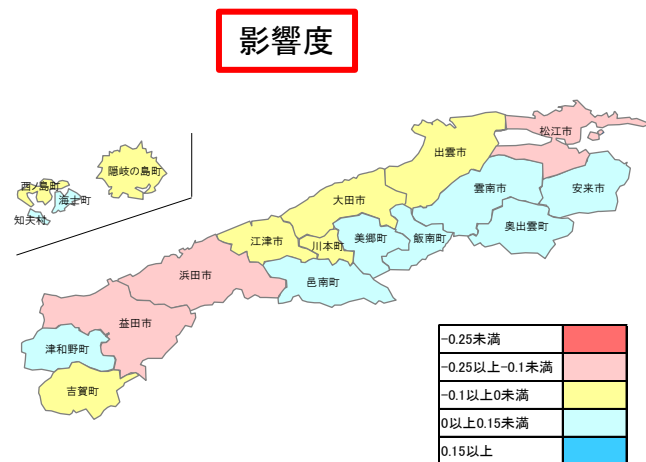 影響度
松江市
出雲市
隠岐の島町
西ノ島町
海士町
知夫村
雲南市
安来市
大田市
奥出雲町
美郷町
飯南町
江津市
川本町
浜田市
邑南町
益田市
津和野町
吉賀町
-0.25未満
-0.25以上-0.1未満
-0.1以上0未満
0以上0.15未満
0.15以上